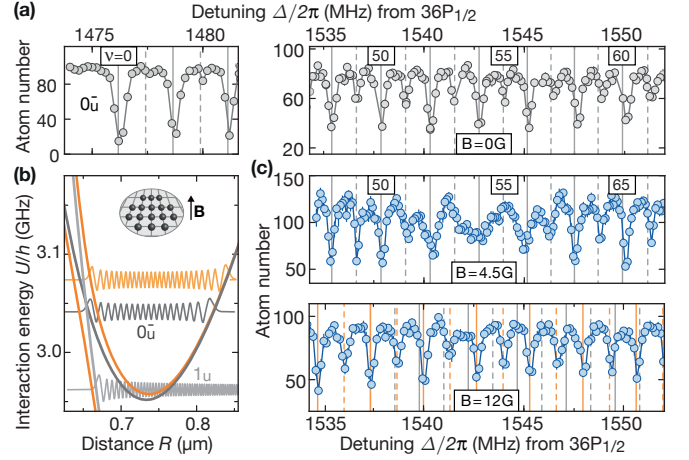 Detuning Δ/2π (MHz) from 36P1/2
(a)
1475 1480 1535 1540 1545 1550
ν=0 50 55 60
Atom number
80
40
0
0u-
100
60
20
B=0G
(b)
(c)
B
Interaction energy U/h (GHz)
3.1
3.0
0u-
1u
0.7 0.8
Distance R (μm)
Atom number
150
100
50
50 55 65
B=4.5G
100
50
B=12G
1535 1540 1545 1550
Detuning Δ/2π (MHz) from 36P1/2